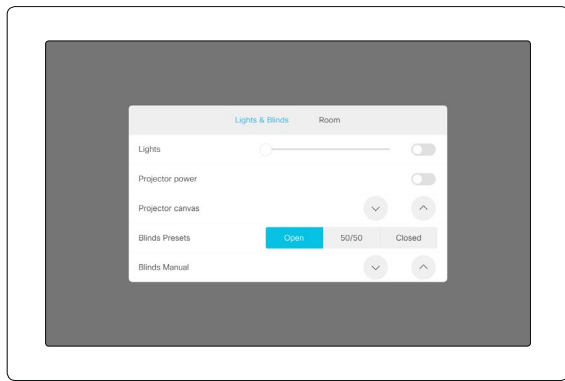 Lights & Blinds Room
Lights
Projector power
Projector canvas
Blinds Presets Open 50/50 Closed
Blinds Manual